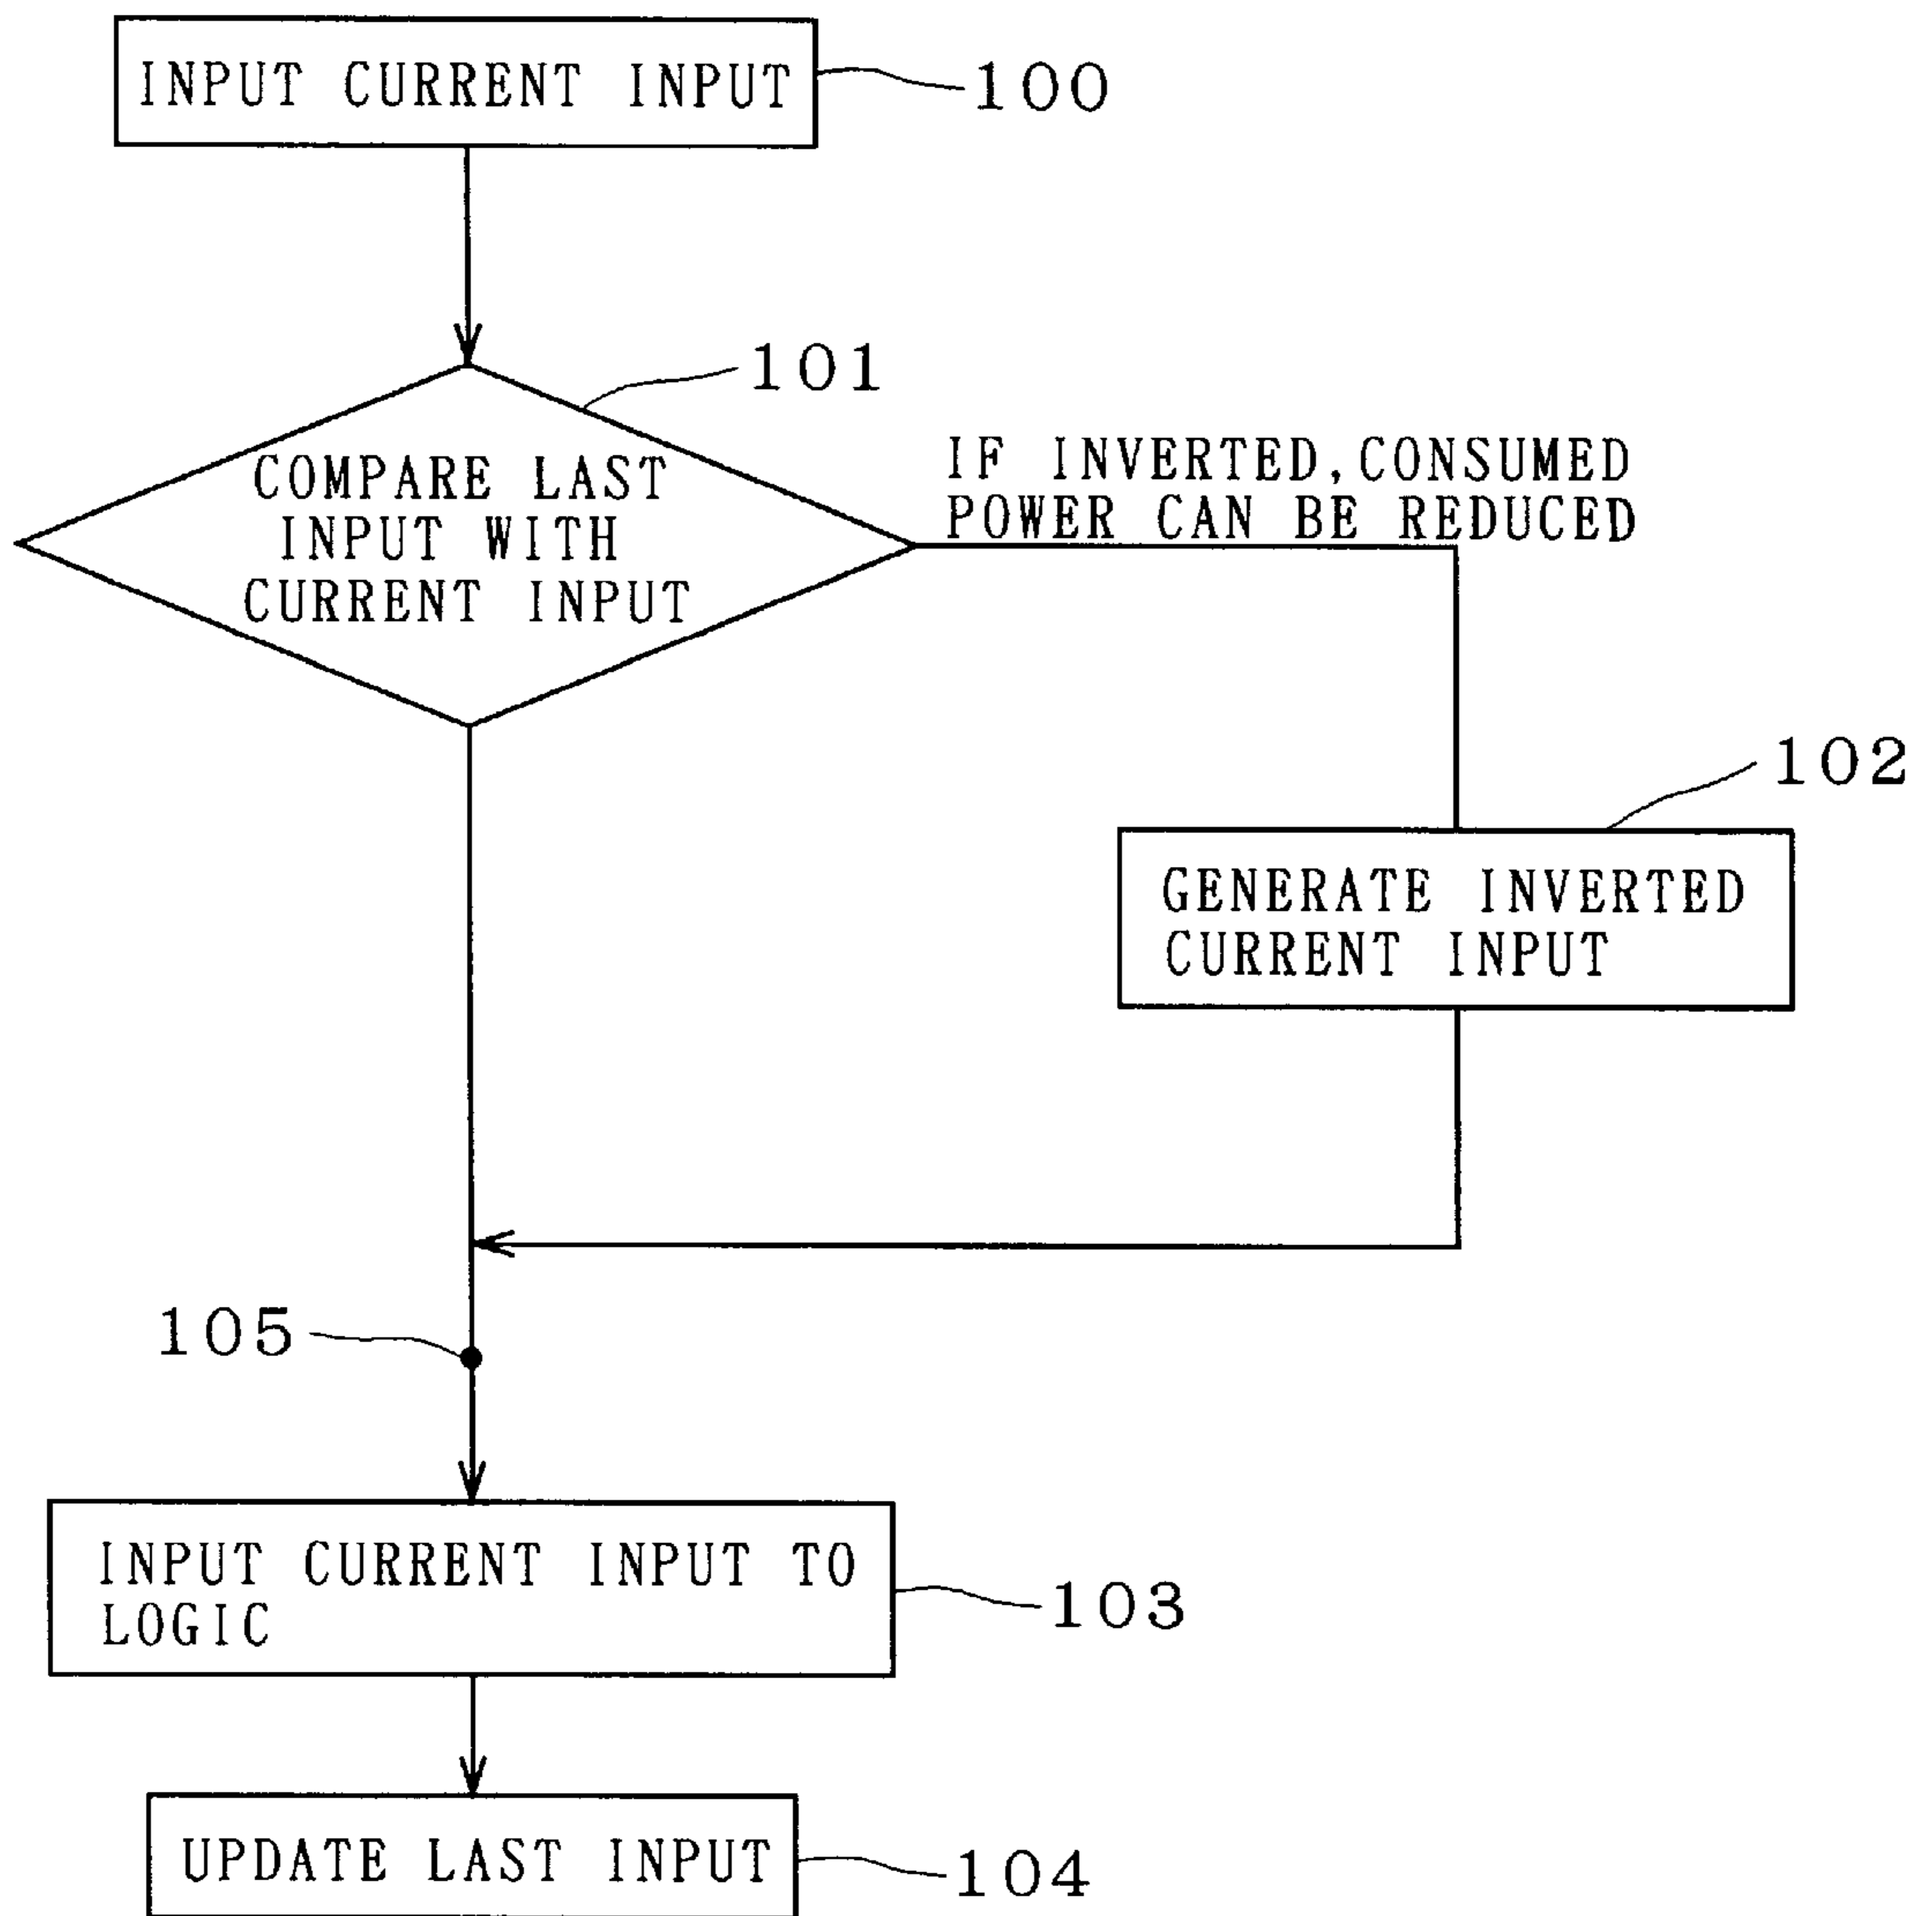 INPUT CURRENT INPUT
100
101
COMPARE LAST
INPUT WITH
CURRENT INPUT
IF INVERTED,CONSUMED
POWER CAN BE REDUCED
102
GENERATE INVERTED
CURRENT INPUT
105
INPUT CURRENT INPUT TO
LOGIC
103
UPDATE LAST INPUT
104